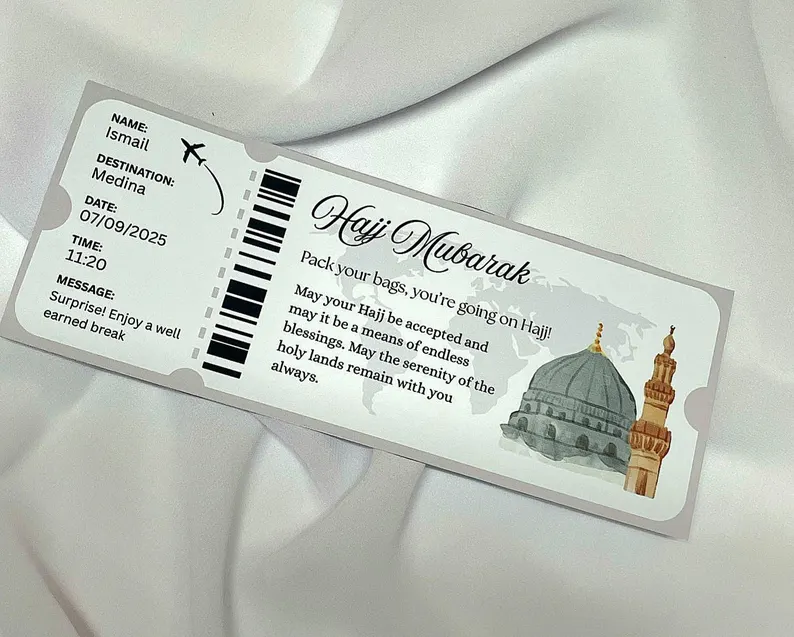 NAME:
Ismail
DESTINATION:
Medina
DATE:
07/09/2025
TIME:
11:20
MESSAGE:
Surprise! Enjoy a well
earned break
Hajj Mubarak
Pack your bags, you're going on Hajj!
May your Hajj be accepted and
may it be a means of endless
blessings. May the serenity of the
holy lands remain with you
always.